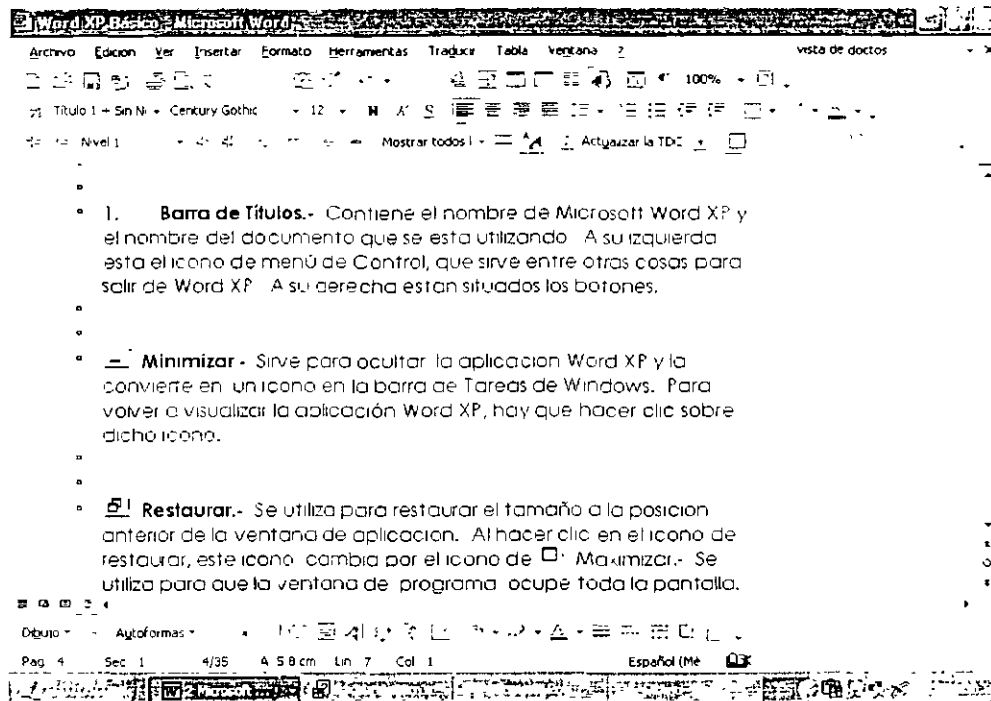 Word XP Básico - Microsoft Word
Archivo Edición Ver Insertar Formato Herramientas Traducir Tabla Ventana ? vista de doctos
100%
Título 1 + Sin Ni Century Gothic 12 N K S
Nivel 1 Mostrar todos l Actualizar la TDC
1. Barra de Títulos.- Contiene el nombre de Microsoft Word XP y
el nombre del documento que se esta utilizando A su izquierda
esta el icono de menú de Control, que sirve entre otras cosas para
salir de Word XP A su derecha estan situados los botones.
Minimizar - Sirve para ocultar la aplicacion Word XP y la
convierte en un icono en la barra de Tareas de Windows. Para
volver a visualizar la aplicación Word XP, hay que hacer clic sobre
dicho icono.
Restaurar.- Se utiliza para restaurar el tamaño a la posicion
anterior de la ventana de aplicacion. Al hacer clic en el icono de
restaurar, este icono cambia por el icono de Maximizar.- Se
utiliza para que la ventana de programa ocupe toda la pantalla.
Dibujo Autoformas
Pag 4 Sec 1 4/35 A 5 8 cm Lin 7 Col 1 Español (Mé